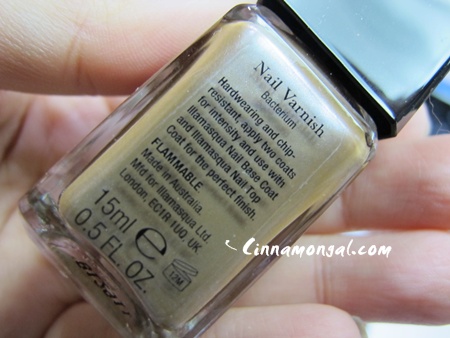 Nail Varnish
Bacterium
Hardwearing and chip-
resistant, apply two coats
for intensity and use with
Illamasqua Nail Base Coat
and Illamasqua Nail Top
Coat for the perfect finish.
FLAMMABLE
Made in Australia.
Mfd for Illamasqua Ltd.
London, EC1R 1UQ. UK
15ml e
0.5 FL.OZ.
12M
Cinnamongal.com